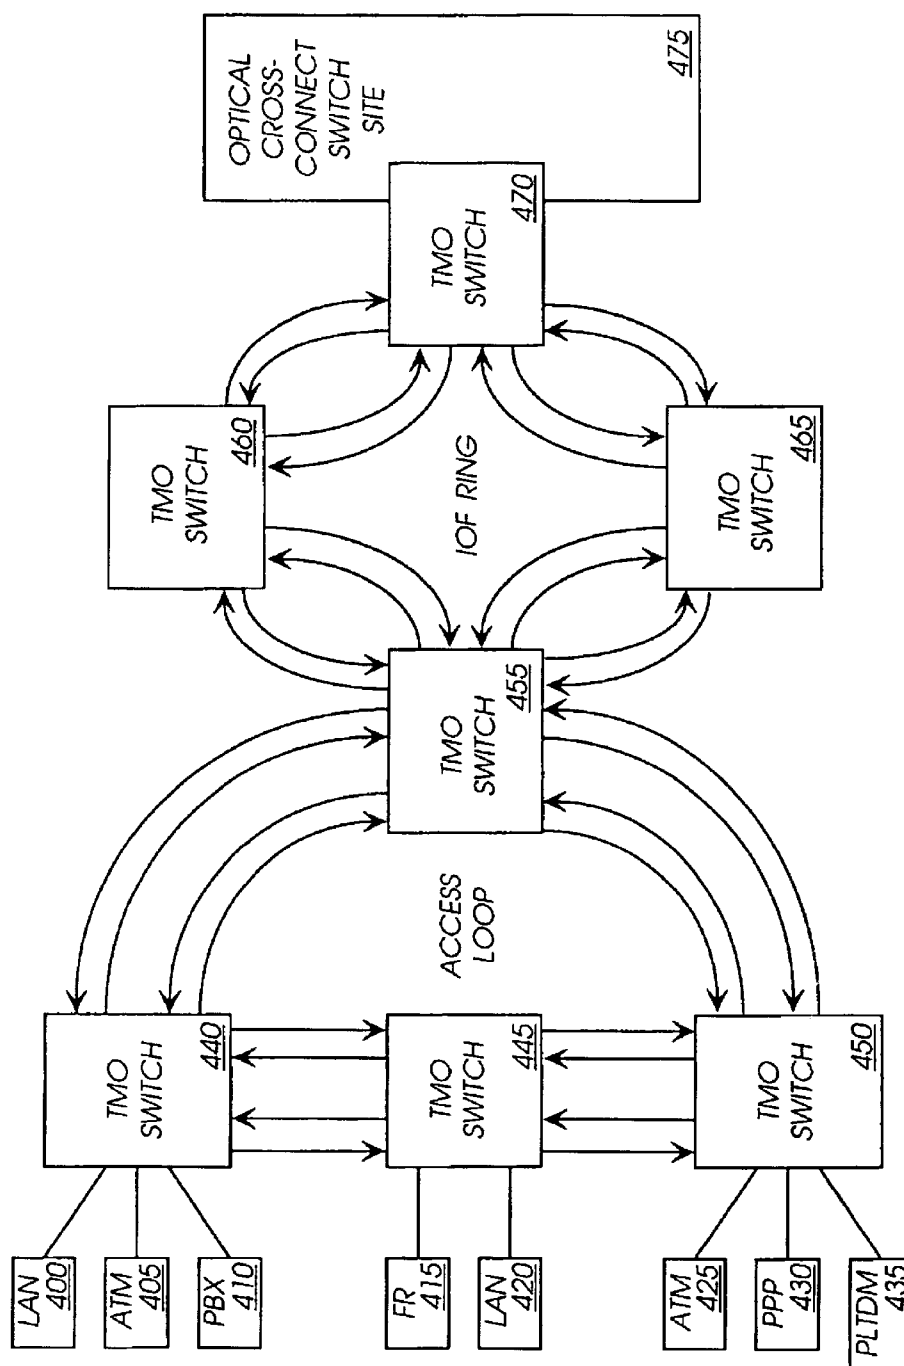 LAN
400
ATM
405
PBX
410
FR
415
LAN
420
ATM
425
PPP
430
PLTDM
435
TMO
SWITCH
440
TMO
SWITCH
445
TMO
SWITCH
450
ACCESS
LOOP
TMO
SWITCH
455
TMO
SWITCH
460
IOF RING
TMO
SWITCH
465
TMO
SWITCH
470
OPTICAL
CROSS-
CONNECT
SWITCH
SITE
475